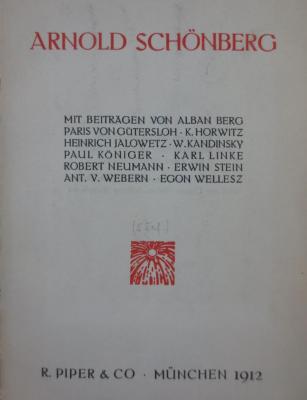 ARNOLD SCHÖNBERG
MIT BEITRÄGEN VON ALBAN BERG
PARIS VON GÜTERSLOH · K. HORWITZ
HEINRICH JALOWETZ · W. KANDINSKY
PAUL KÖNIGER · KARL LINKE
ROBERT NEUMANN · ERWIN STEIN
ANT. V. WEBERN · EGON WELLESZ
R. PIPER & CO · MÜNCHEN 1912